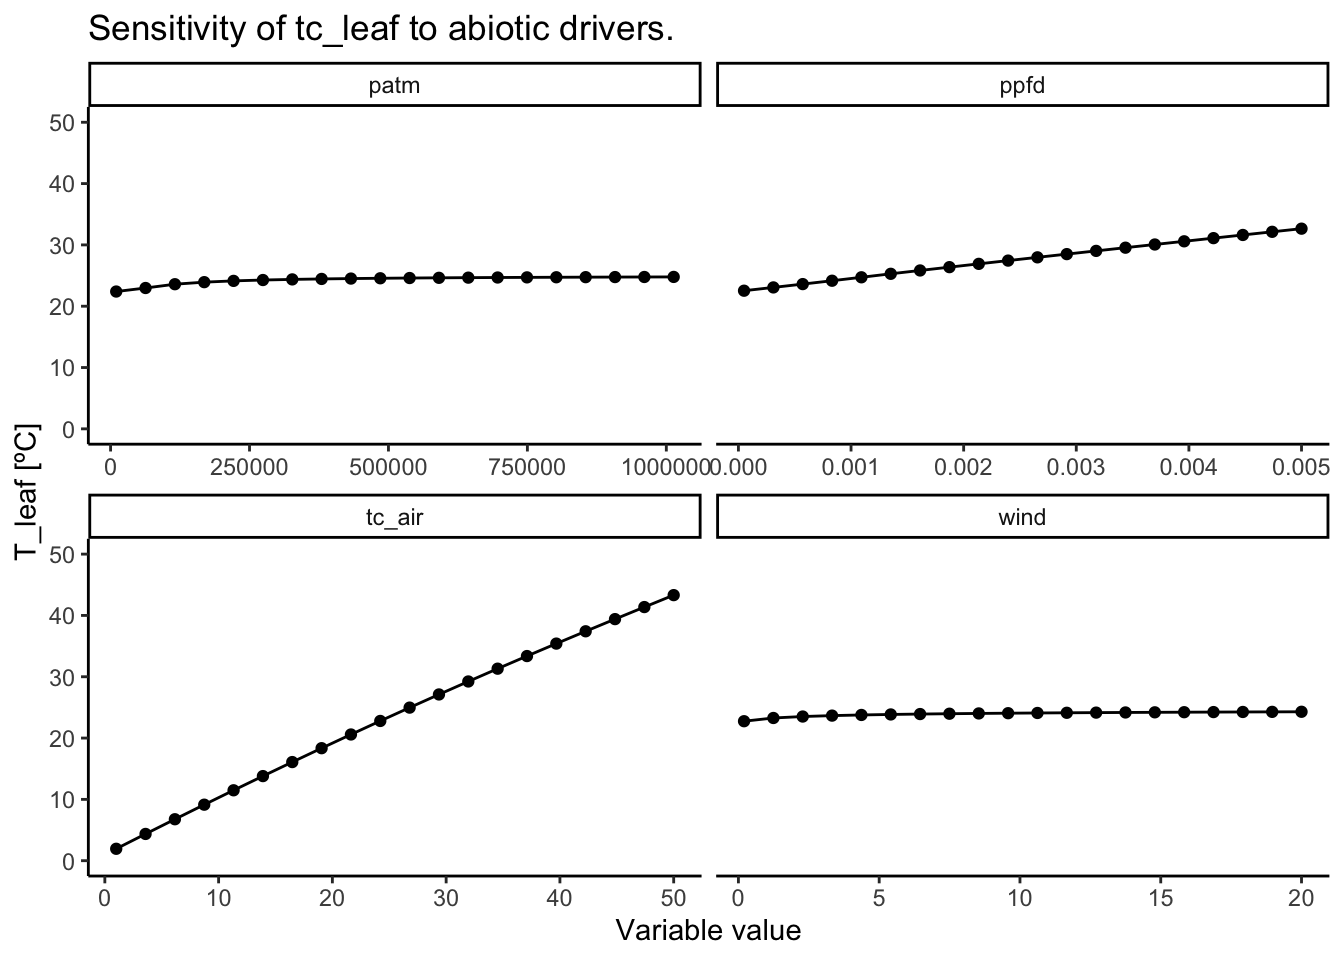 Sensitivity of tc_leaf to abiotic drivers.
patm
ppfd
50
40
30
20
10
0
0 250000 500000 750000 1000000
0.000 0.001 0.002 0.003 0.004 0.005
T_leaf [ºC]
tc_air
wind
50
40
30
20
10
0
0 10 20 30 40 50
0 5 10 15 20
Variable value